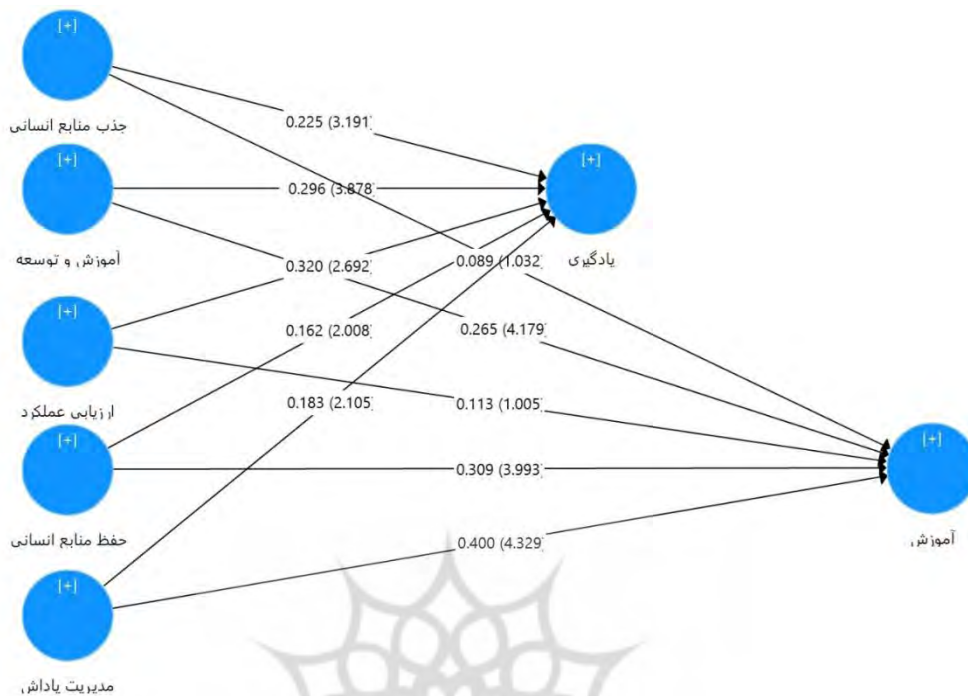 [+]
جذب منابع انسانی
[+]
آموزش و توسعه
[+]
ارزیابی عملکرد
[+]
حفظ منابع انسانی
[+]
مدیریت پاداش
0.225 (3.191)
0.296 (3.878)
0.320 (2.692)
0.162 (2.008)
0.183 (2.105)
[+]
یادگیری
0.089 (1.032)
0.265 (4.179)
0.113 (1.005)
0.309 (3.993)
0.400 (4.329)
[+]
آموزش